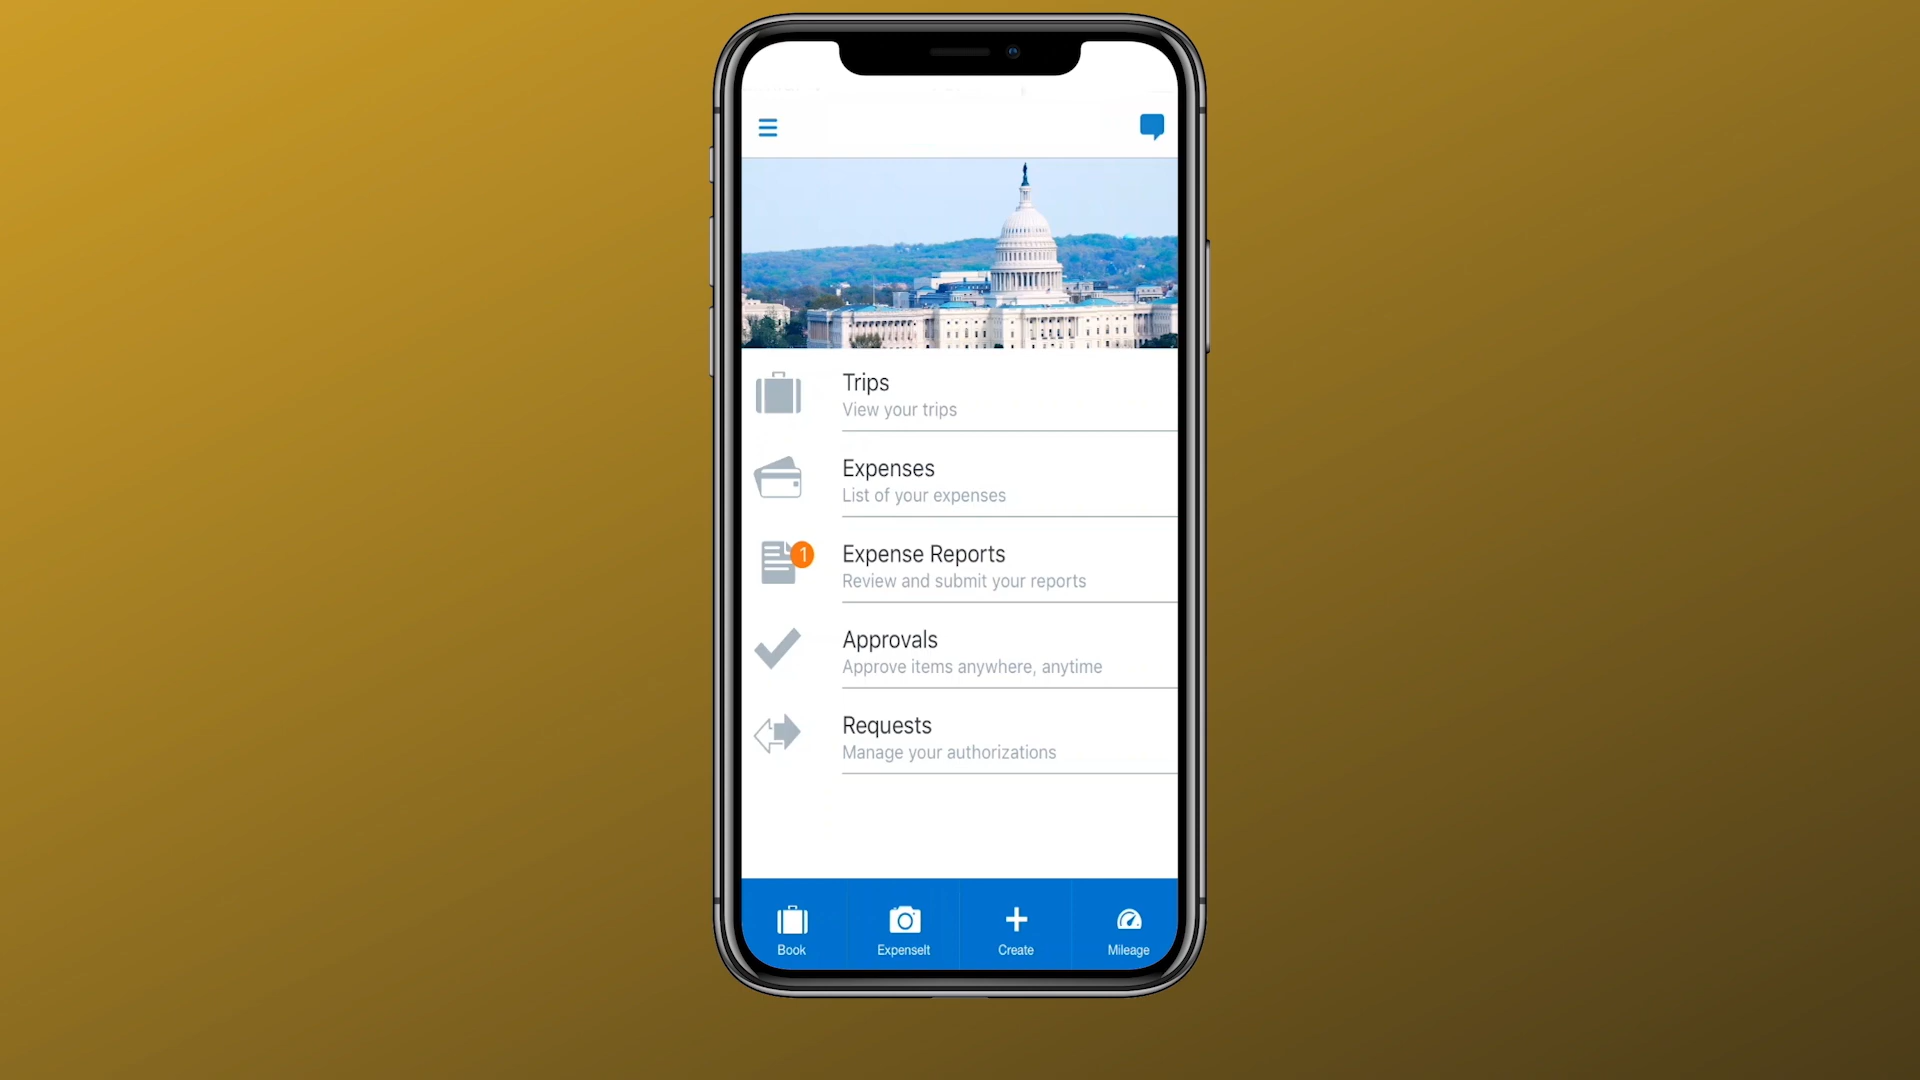 Trips
View your trips
Expenses
List of your expenses
1
Expense Reports
Review and submit your reports
Approvals
Approve items anywhere, anytime
Requests
Manage your authorizations
Book
ExpenseIt
Create
Mileage